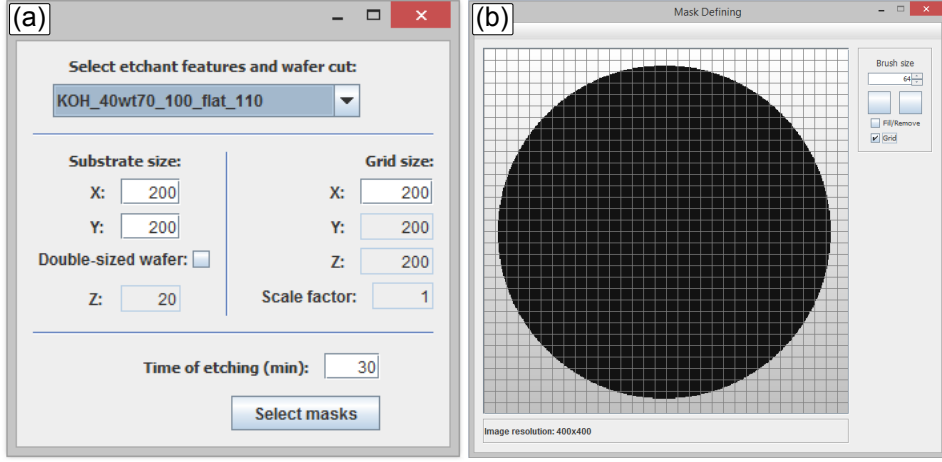 (a)
Select etchant features and wafer cut:
KOH_40wt70_100_flat_110
Substrate size:
X: 200
Y: 200
Double-sized wafer:
Z: 20
Grid size:
X: 200
Y: 200
Z: 200
Scale factor: 1
Time of etching (min): 30
Select masks
(b)
Mask Defining
Brush size
64
Fill/Remove
Grid
Image resolution: 400x400